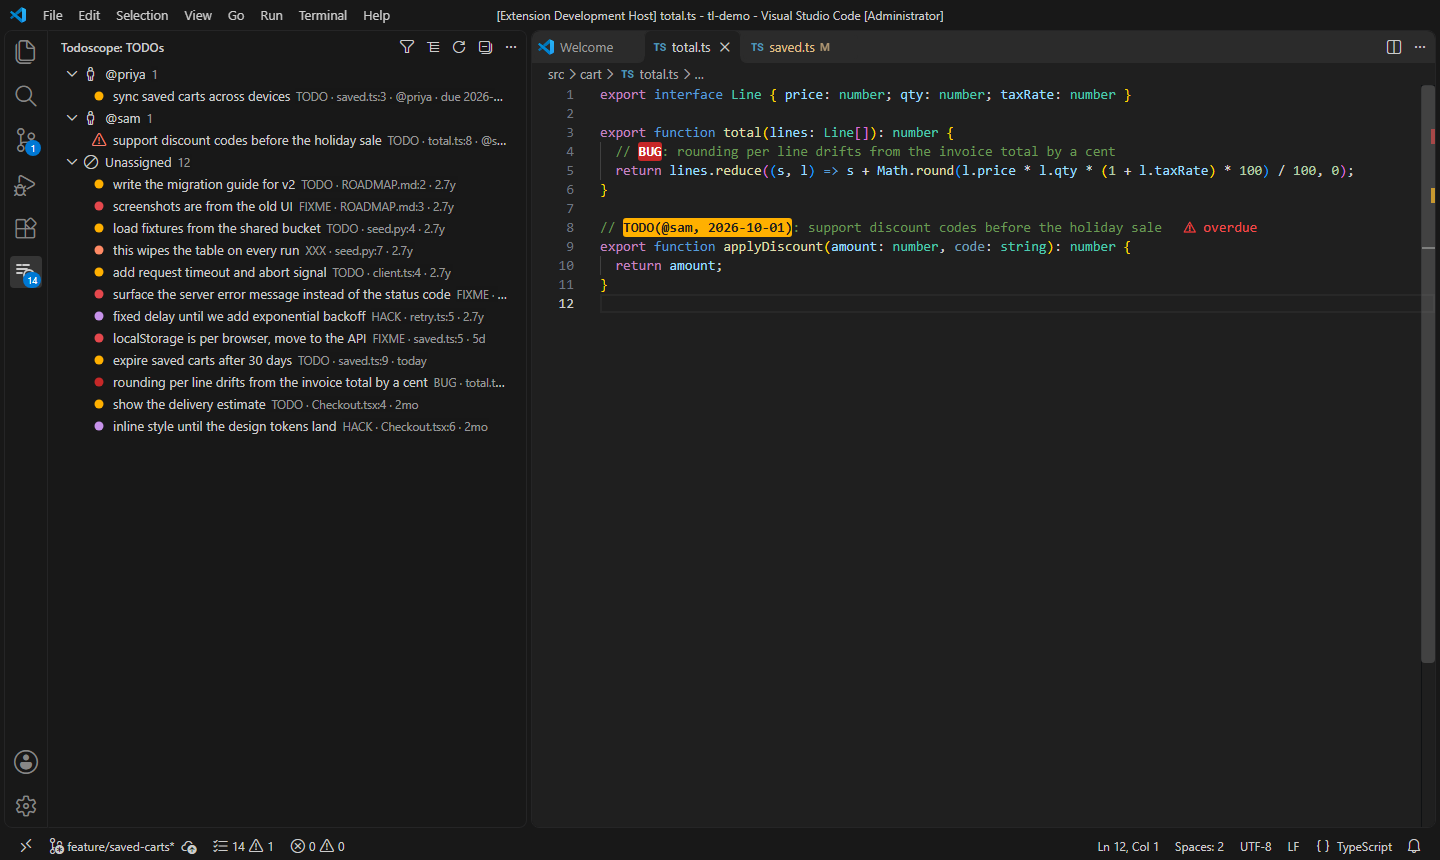 File Edit Selection View Go Run Terminal Help [Extension Development Host] total.ts - tl-demo - Visual Studio Code [Administrator]
Todoscope: TODOs
@priya 1
sync saved carts across devices TODO · saved.ts:3 · @priya · due 2026-...
@sam 1
support discount codes before the holiday sale TODO · total.ts:8 · @s...
Unassigned 12
write the migration guide for v2 TODO · ROADMAP.md:2 · 2.7y
screenshots are from the old UI FIXME · ROADMAP.md:3 · 2.7y
load fixtures from the shared bucket TODO · seed.py:4 · 2.7y
this wipes the table on every run XXX · seed.py:7 · 2.7y
add request timeout and abort signal TODO · client.ts:4 · 2.7y
surface the server error message instead of the status code FIXME · ...
fixed delay until we add exponential backoff HACK · retry.ts:5 · 2.7y
localStorage is per browser, move to the API FIXME · saved.ts:5 · 5d
expire saved carts after 30 days TODO · saved.ts:9 · today
rounding per line drifts from the invoice total by a cent BUG · total.t...
show the delivery estimate TODO · Checkout.tsx:4 · 2mo
inline style until the design tokens land HACK · Checkout.tsx:6 · 2mo
1
14
Welcome TS total.ts TS saved.ts M
src > cart > TS total.ts > ...
1 export interface Line { price: number; qty: number; taxRate: number }
2
3 export function total(lines: Line[]): number {
4 // BUG: rounding per line drifts from the invoice total by a cent
5 return lines.reduce((s, l) => s + Math.round(l.price * l.qty * (1 + l.taxRate) * 100) / 100, 0);
6 }
7
8 // TODO(@sam, 2026-10-01): support discount codes before the holiday sale overdue
9 export function applyDiscount(amount: number, code: string): number {
10 return amount;
11 }
12
feature/saved-carts* 14 1 0 0 Ln 12, Col 1 Spaces: 2 UTF-8 LF { } TypeScript